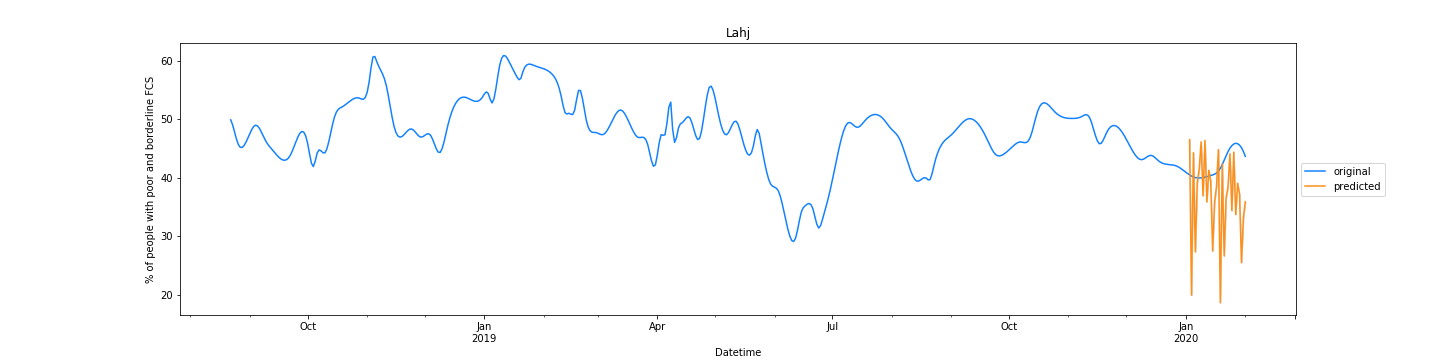 Lahj
% of people with poor and borderline FCS
60
50
40
30
20
Oct
Jan
2019
Apr
Jul
Oct
Jan
2020
Datetime
original
predicted